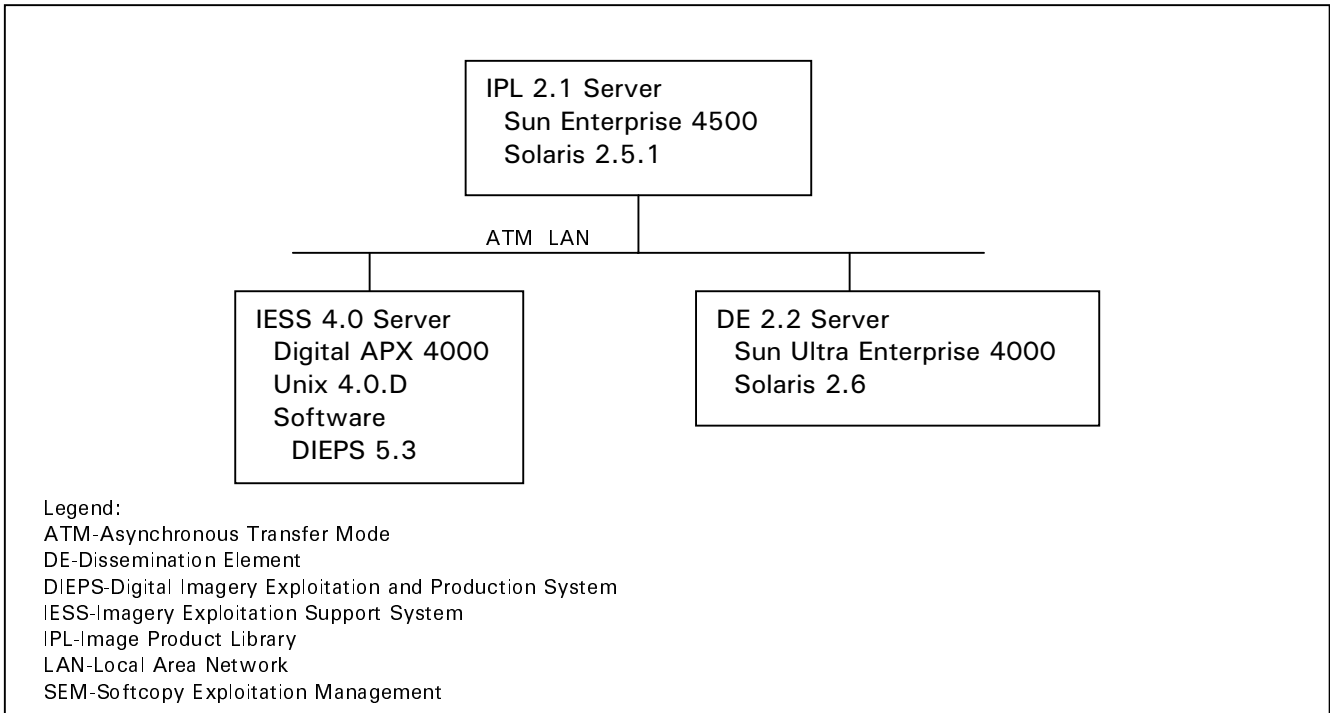 IPL 2.1 Server
Sun Enterprise 4500
Solaris 2.5.1
ATM LAN
IESS 4.0 Server
Digital APX 4000
Unix 4.0.D
Software
DIEPS 5.3
DE 2.2 Server
Sun Ultra Enterprise 4000
Solaris 2.6
Legend:
ATM-Asynchronous Transfer Mode
DE-Dissemination Element
DIEPS-Digital Imagery Exploitation and Production System
IESS-Imagery Exploitation Support System
IPL-Image Product Library
LAN-Local Area Network
SEM-Softcopy Exploitation Management